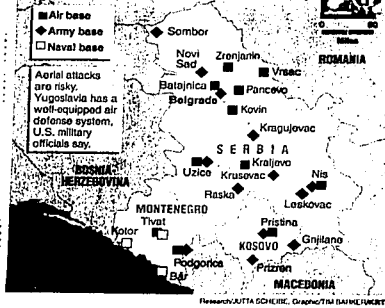 Air base
Army base
Naval base
Aerial attacks
are risky.
Yugoslavia has a
well-equipped air
defense system,
U.S. military
officials say.
0
Miles
ROMANIA
Sombor
Novi
Sad
Zrenjanin
Vrsac
Batajnica
Pancevo
Belgrade
Kovin
Kragujevac
SERBIA
BOSNIA
HERZEGOVINA
Uzice
Kraljevo
Krusevac
Nis
Raska
Leskovac
MONTENEGRO
Tivat
Kotor
Pristina
KOSOVO
Gnjilane
Podgorica
Bar
Prizren
MACEDONIA
Research/JUTTA SCHEIBE, Graphic/TIM